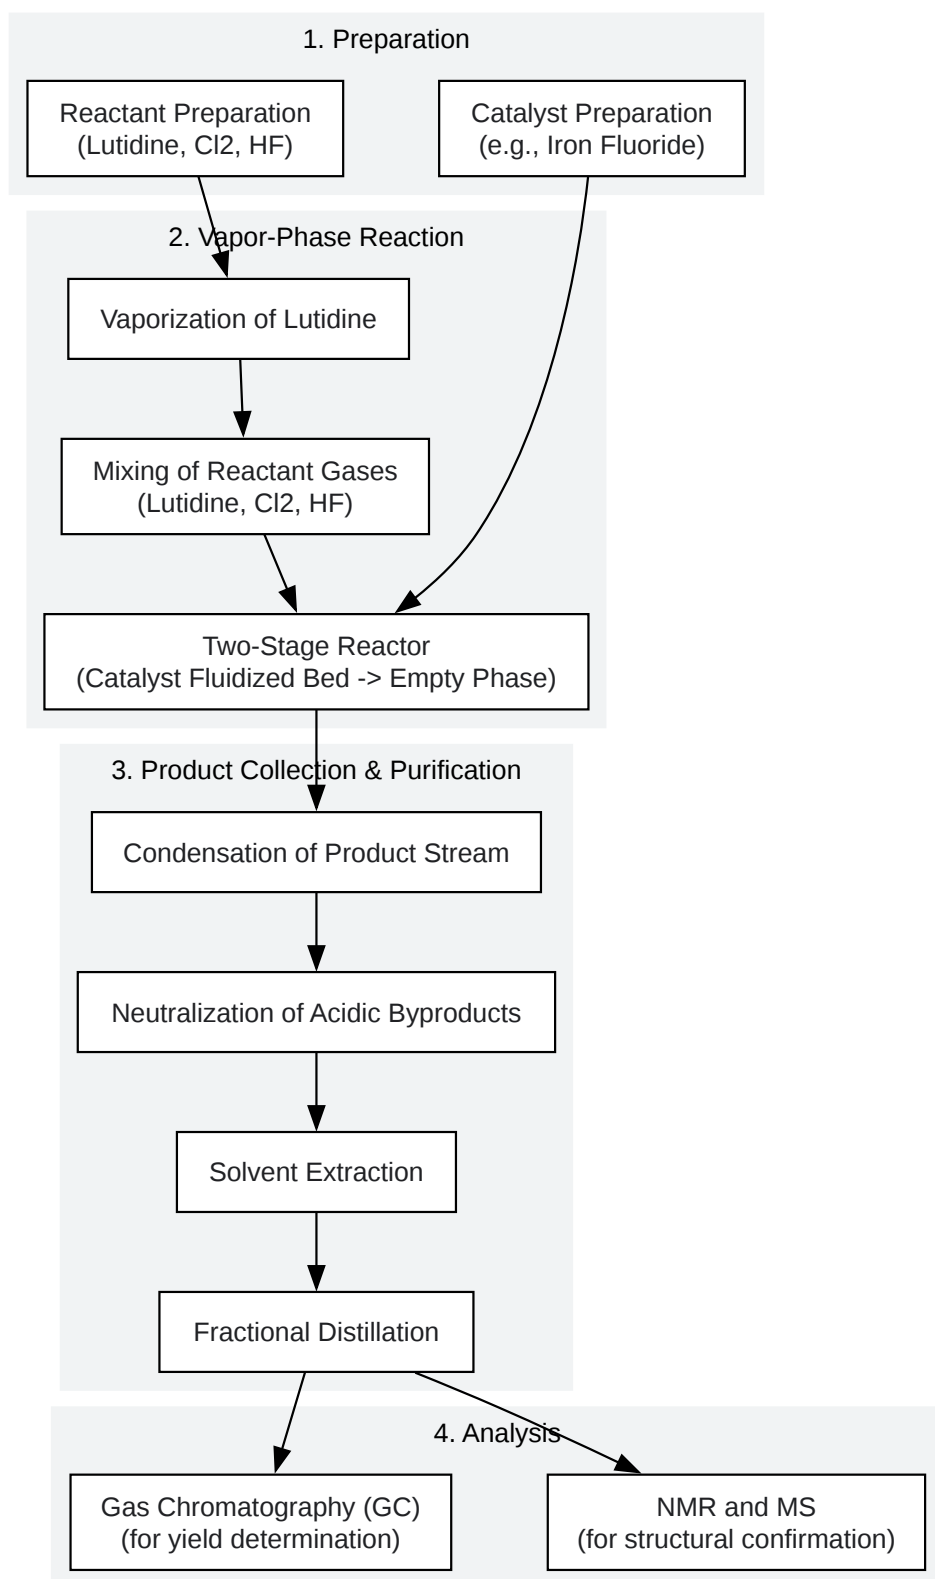 1. Preparation
Reactant Preparation
(Lutidine, Cl2, HF)
Catalyst Preparation
(e.g., Iron Fluoride)
2. Vapor-Phase Reaction
Vaporization of Lutidine
Mixing of Reactant Gases
(Lutidine, Cl2, HF)
Two-Stage Reactor
(Catalyst Fluidized Bed -> Empty Phase)
3. Product Collection & Purification
Condensation of Product Stream
Neutralization of Acidic Byproducts
Solvent Extraction
Fractional Distillation
4. Analysis
Gas Chromatography (GC)
(for yield determination)
NMR and MS
(for structural confirmation)